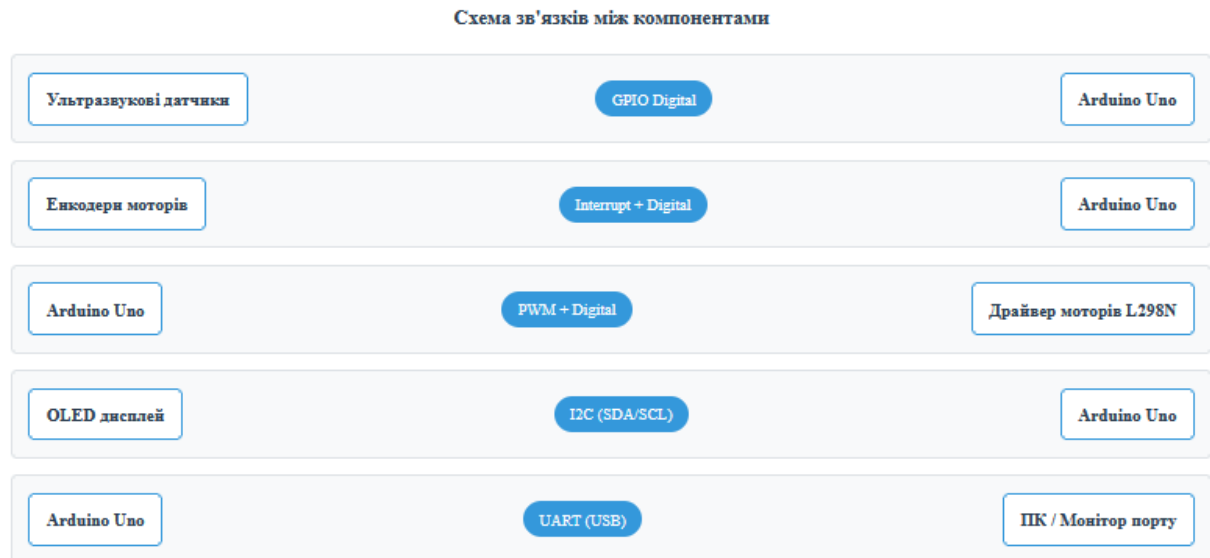 Схема зв'язків між компонентами
Ультразвукові датчики GPIO Digital Arduino Uno
Енкодери моторів Interrupt + Digital Arduino Uno
Arduino Uno PWM + Digital Драйвер моторів L298N
OLED дисплей I2C (SDA/SCL) Arduino Uno
Arduino Uno UART (USB) ПК / Монітор порту